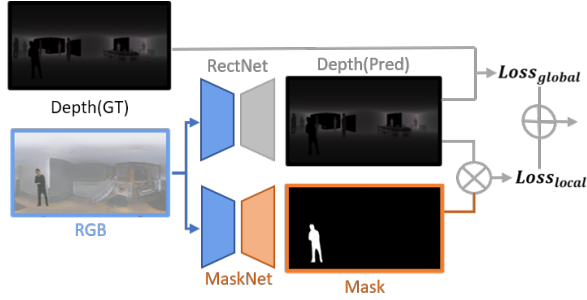 RectNet
Depth(Pred)
Loss_global
Depth(GT)
Loss_local
RGB
MaskNet
Mask